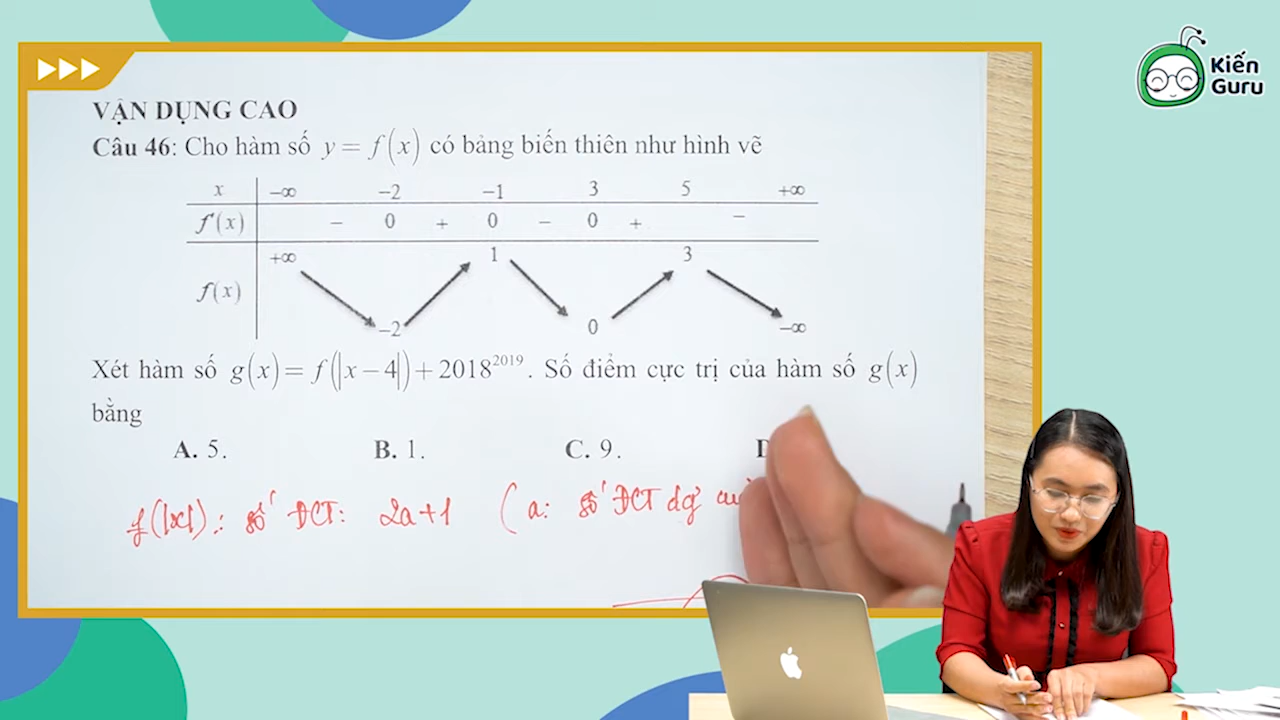 Kiến
Guru
VẬN DỤNG CAO
Câu 46: Cho hàm số y = f(x) có bảng biến thiên như hình vẽ
x −∞ −2 −1 3 5 +∞
f'(x) − 0 + 0 − 0 + −
+∞ 1 3
f(x)
−2 0 −∞
Xét hàm số g(x) = f(|x − 4|) + 2018^2019. Số điểm cực trị của hàm số g(x)
bằng
A. 5. B. 1. C. 9.
f(|x|): số ĐCT: 2a+1 (a: số ĐCT dg